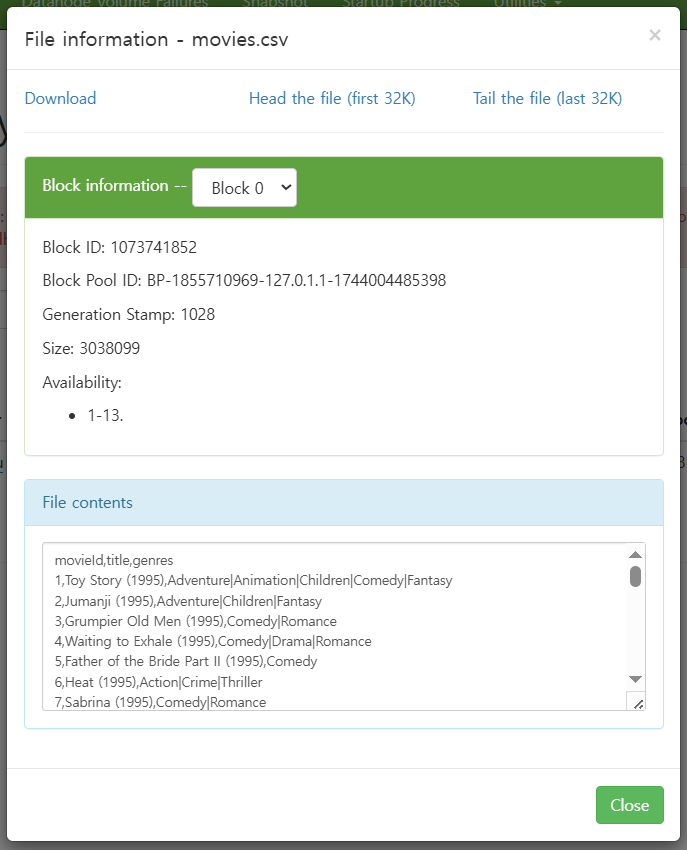 Datanode Volume Failures Snapshot Startup Progress Utilities
File information - movies.csv ×
Download Head the file (first 32K) Tail the file (last 32K)
Block information -- Block 0
Block ID: 1073741852
Block Pool ID: BP-1855710969-127.0.1.1-1744004485398
Generation Stamp: 1028
Size: 3038099
Availability:
• 1-13.
File contents
movieId,title,genres
1,Toy Story (1995),Adventure|Animation|Children|Comedy|Fantasy
2,Jumanji (1995),Adventure|Children|Fantasy
3,Grumpier Old Men (1995),Comedy|Romance
4,Waiting to Exhale (1995),Comedy|Drama|Romance
5,Father of the Bride Part II (1995),Comedy
6,Heat (1995),Action|Crime|Thriller
7,Sabrina (1995),Comedy|Romance
Close